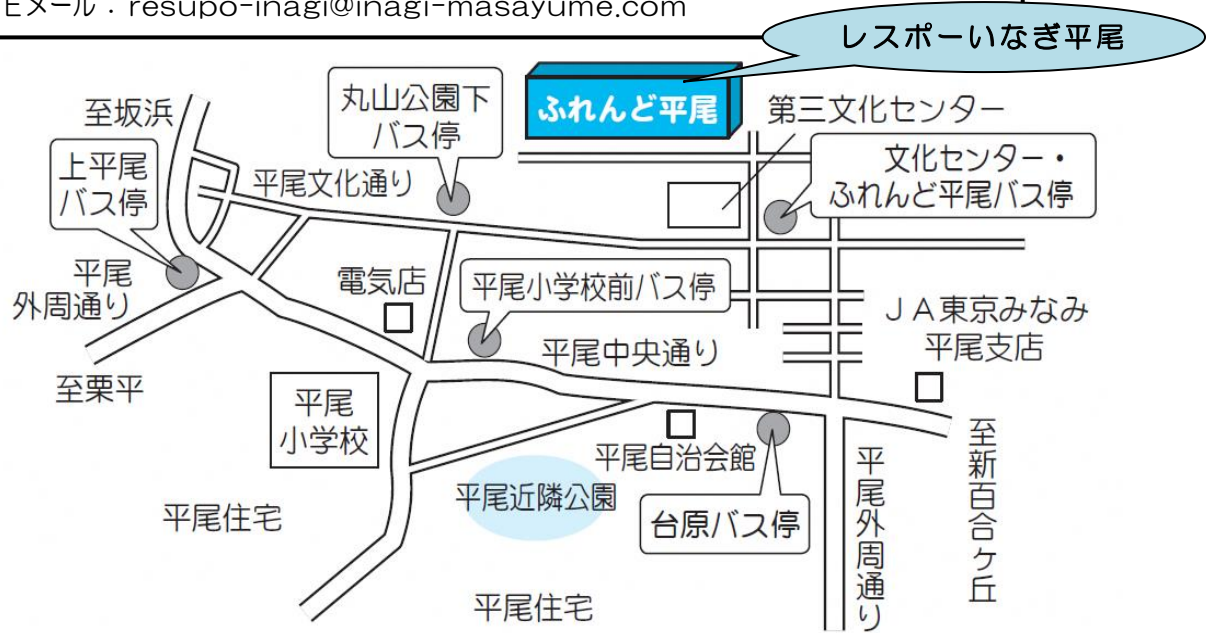 Eメール：resupo-inagi@inagi-masayume.com
レスポーいなぎ平尾
ふれんど平尾
至坂浜
丸山公園下
バス停
第三文化センター
上平尾
バス停
平尾文化通り
文化センター・
ふれんど平尾バス停
平尾
外周通り
電気店
平尾小学校前バス停
JA東京みなみ
平尾支店
平尾中央通り
至栗平
平尾
小学校
平尾自治会館
至新百合ケ丘
平尾近隣公園
平尾外周通り
台原バス停
平尾住宅
平尾住宅